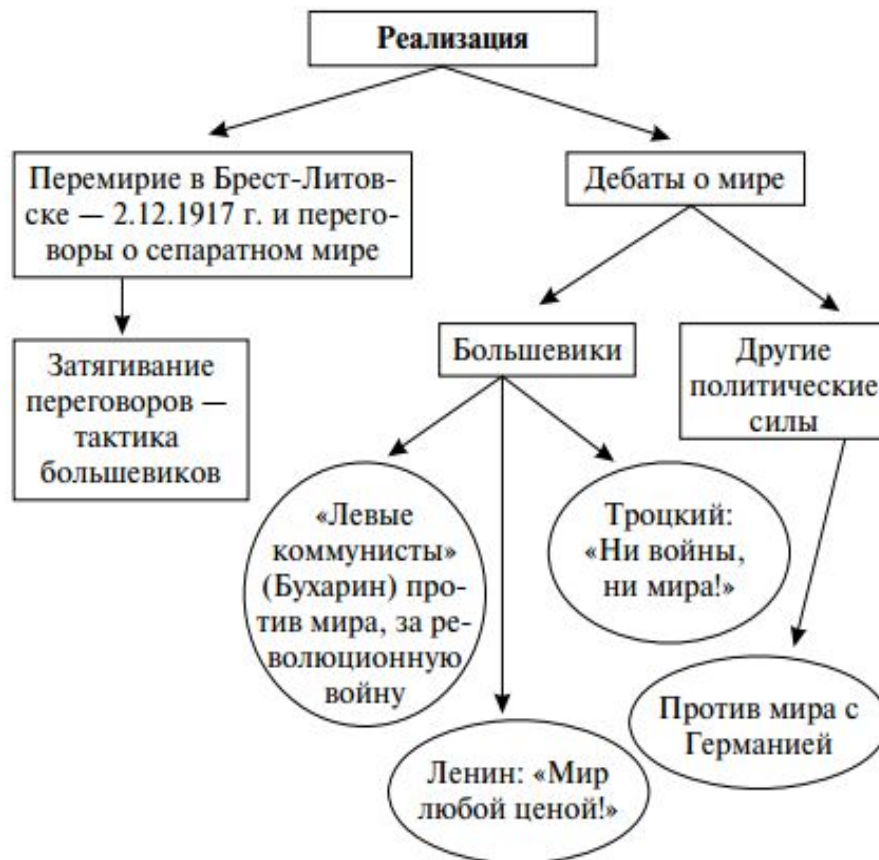 Реализация
Перемирие в Брест-Литов-
ске — 2.12.1917 г. и перего-
воры о сепаратном мире
Дебаты о мире
Затягивание
переговоров —
тактика
большевиков
Большевики
Другие
политические
силы
«Левые
коммунисты»
(Бухарин) про-
тив мира, за ре-
волюционную
войну
Троцкий:
«Ни войны,
ни мира!»
Ленин: «Мир
любой ценой!»
Против мира с
Германией